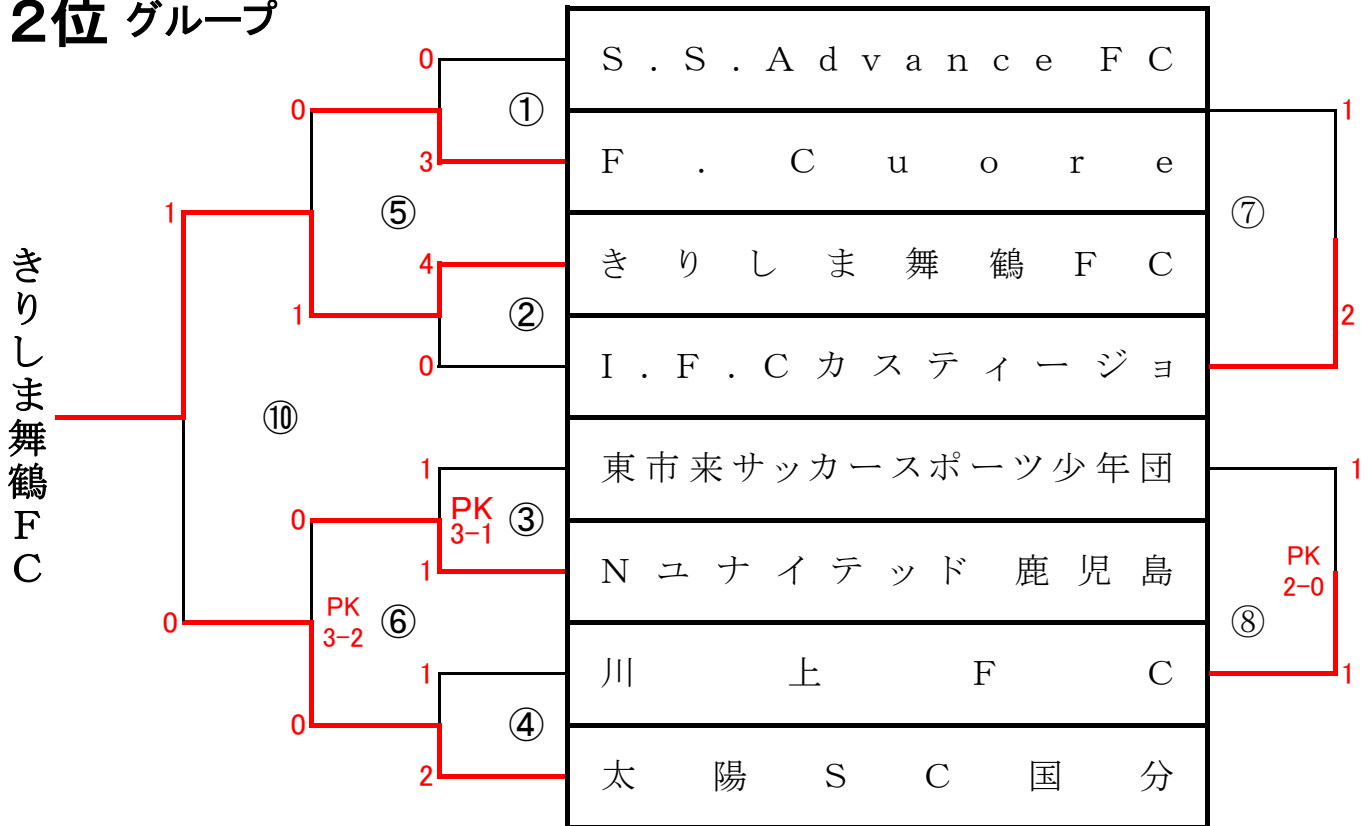 2位 グループ
S.S.Advance FC
0
①
0
1
F.Cuore
3
⑤
1
⑦
きりしま舞鶴FC
4
②
1
2
I.F.Cカスティージョ
0
きりしま舞鶴FC
⑩
東市来サッカースポーツ少年団
1
1
PK
3-1
③
0
Nユナイテッド 鹿児島
1
PK
2-0
PK
3-2
⑥
0
⑧
川上FC
1
1
④
0
太陽SC国分
2